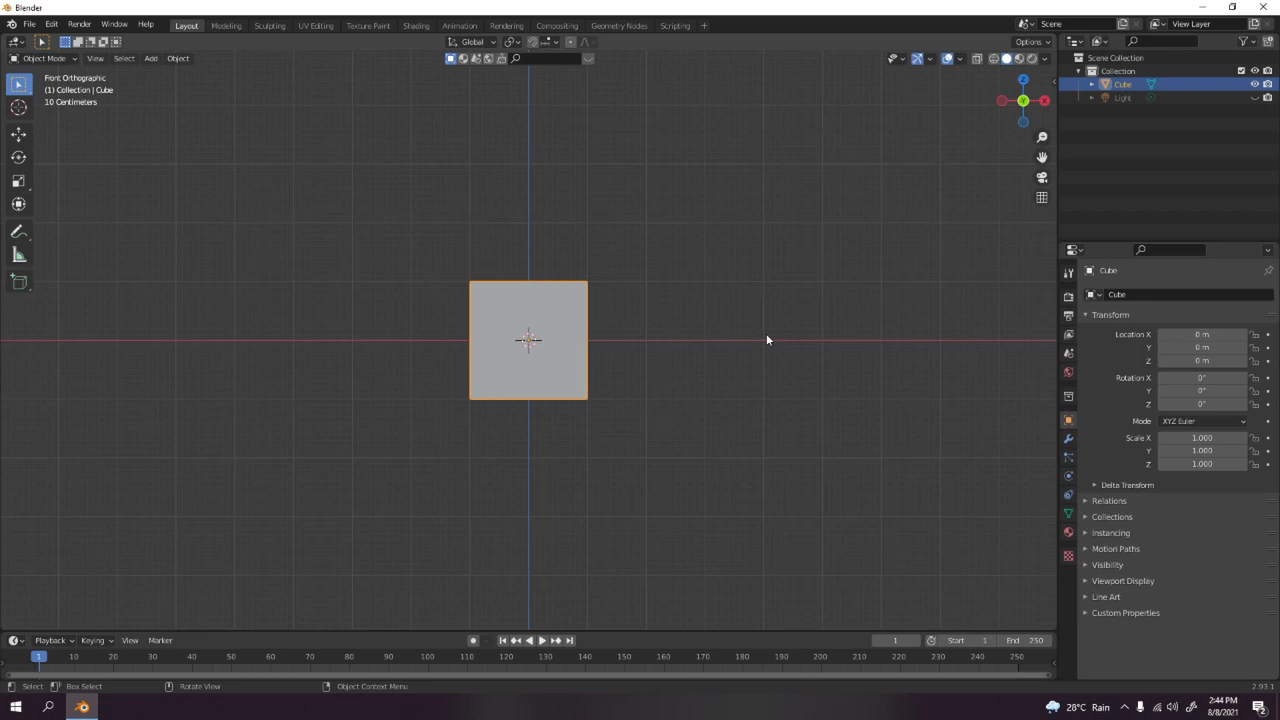 Blender
File Edit Render Window Help Layout Modeling Sculpting UV Editing Texture Paint Shading Animation Rendering Compositing Geometry Nodes Scripting + Scene View Layer
Global Options
Object Mode View Select Add Object
Front Orthographic
(1) Collection | Cube
10 Centimeters
Z
Y
X
Scene Collection
Collection
Cube
Light
Cube
Cube
Transform
Location X 0 m
Y 0 m
Z 0 m
Rotation X 0°
Y 0°
Z 0°
Mode XYZ Euler
Scale X 1.000
Y 1.000
Z 1.000
Delta Transform
Relations
Collections
Instancing
Motion Paths
Visibility
Viewport Display
Line Art
Custom Properties
Playback Keying View Marker 1 Start 1 End 250
1 10 20 30 40 50 60 70 80 90 100 110 120 130 140 150 160 170 180 190 200 210 220 230 240 250
Select Box Select Rotate View Object Context Menu 2.93.1
28°C Rain 2:44 PM
8/8/2021
2